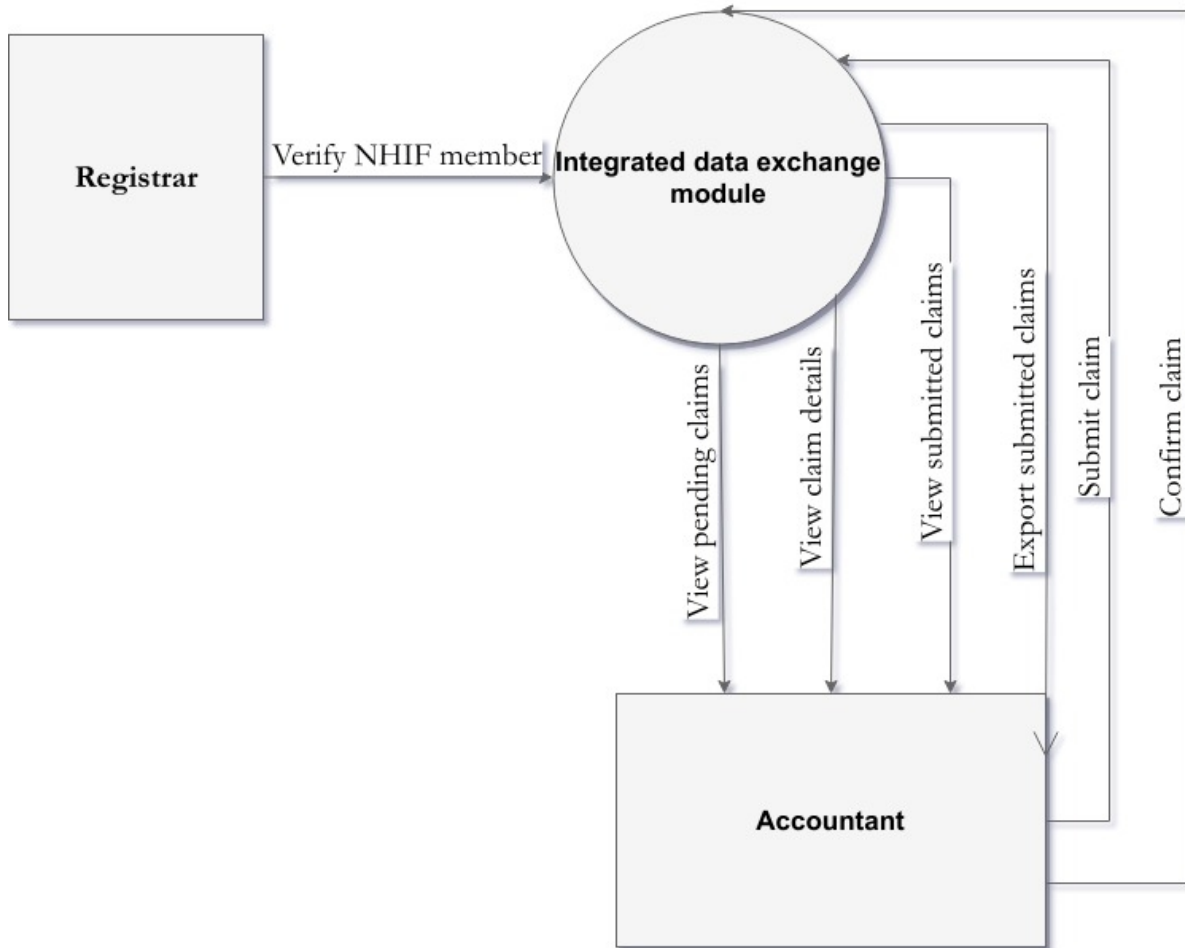 Registrar
Verify NHIF member
Integrated data exchange
module
View pending claims
View claim details
View submitted claims
Export submitted claims
Submit claim
Confirm claim
Accountant